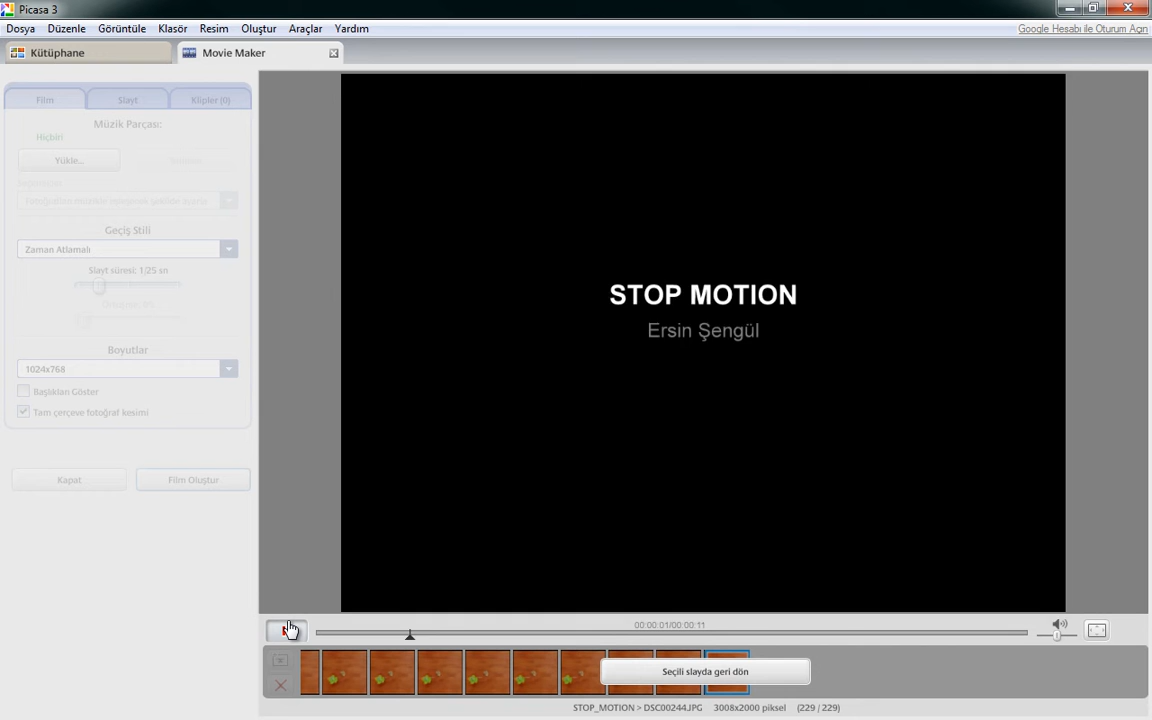 Picasa 3
Dosya Düzenle Görüntüle Klasör Resim Oluştur Araçlar Yardım
Google Hesabı ile Oturum Açın
Kütüphane
Movie Maker
Film Slayt Klipler (0)
Müzik Parçası:
Hiçbiri
Yükle...
Geçiş Stili
Zaman Atlamalı
Slayt süresi: 1/25 sn
Boyutlar
1024x768
Başlıkları Göster
Tam çerçeve fotoğraf kesimi
Kapat Film Oluştur
STOP MOTION
Ersin Şengül
00:00:01/00:00:11
Seçili slayda geri dön
STOP_MOTION > DSC00244.JPG 3008x2000 piksel (229 / 229)